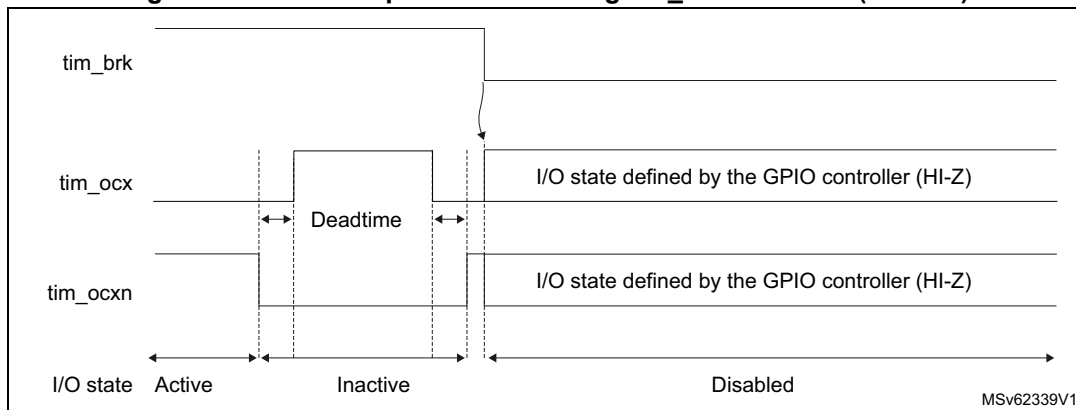 tim_brk
tim_ocx
I/O state defined by the GPIO controller (HI-Z)
Deadtime
tim_ocxn
I/O state defined by the GPIO controller (HI-Z)
I/O state Active Inactive Disabled
MSv62339V1